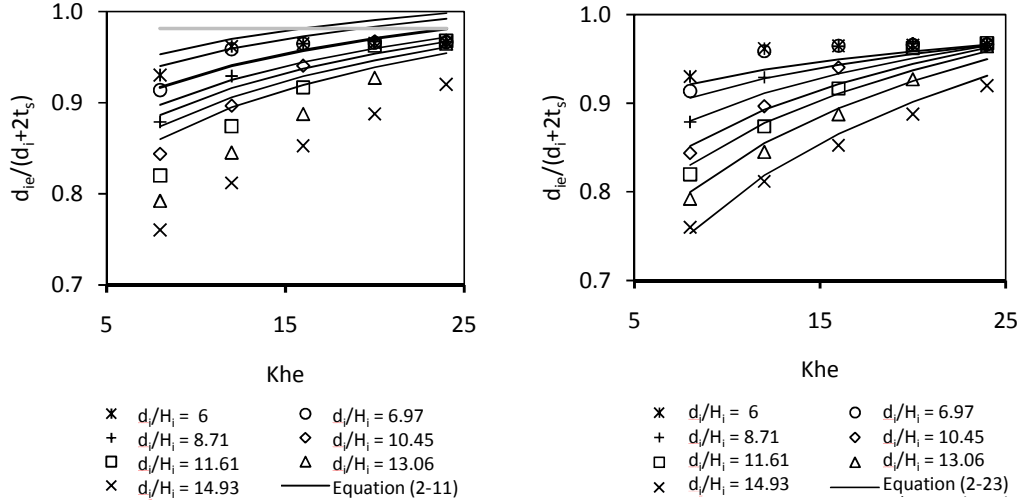 1.0
0.9
0.8
0.7
5 15 25
Khe
die/(di+2ts)
di/Hi = 6
di/Hi = 6.97
di/Hi = 8.71
di/Hi = 10.45
di/Hi = 11.61
di/Hi = 13.06
di/Hi = 14.93
Equation (2-11)
1.0
0.9
0.8
0.7
5 15 25
Khe
die/(di+2ts)
di/Hi = 6
di/Hi = 6.97
di/Hi = 8.71
di/Hi = 10.45
di/Hi = 11.61
di/Hi = 13.06
di/Hi = 14.93
Equation (2-23)